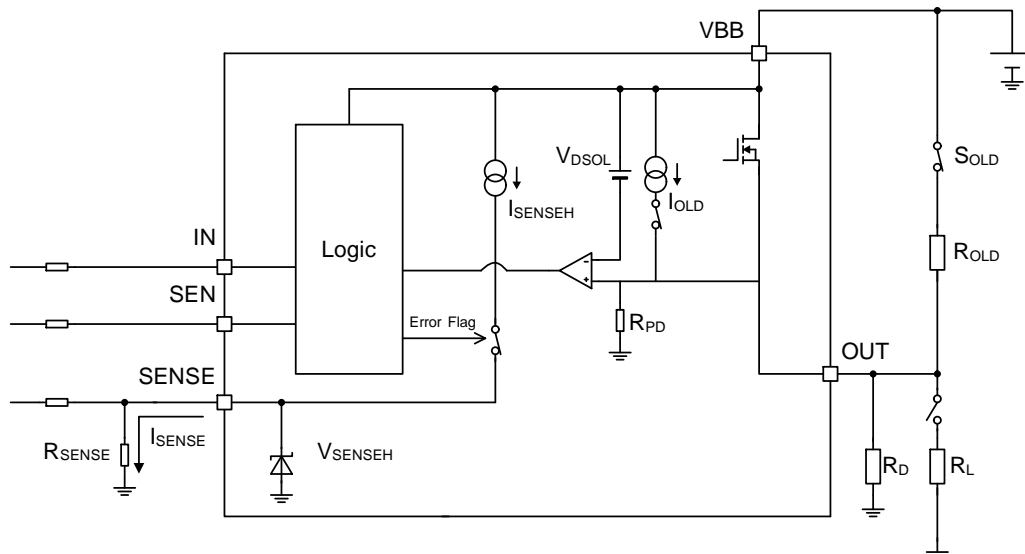 VBB
VDSOL
SOLD
ISENSEH
IOLD
IN
Logic
ROLD
SEN
Error Flag
RPD
OUT
SENSE
RSENSE
ISENSE
VSENSEH
RD
RL